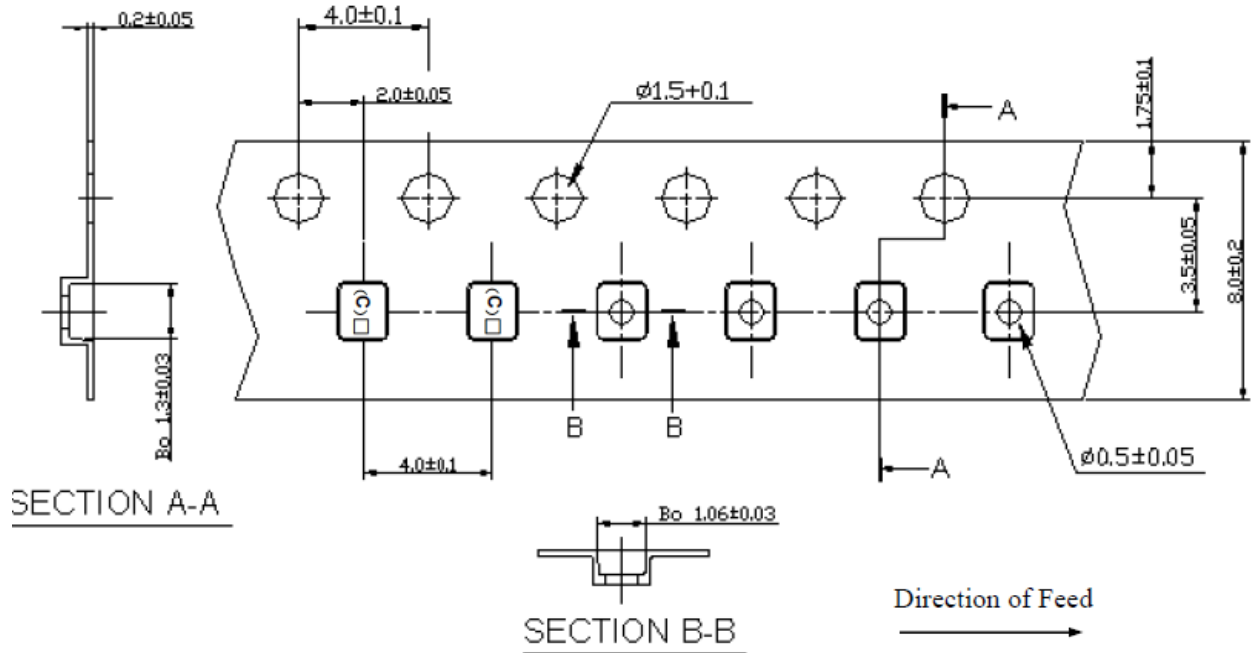 0.2±0.05
4.0±0.1
2.0±0.05
ø1.5+0.1
A
1.75±0.1
3.5±0.05
8.0±0.2
(C)□
(C)□
Bo 1.3±0.03
B
B
4.0±0.1
A
ø0.5±0.05
SECTION A-A
Bo 1.06±0.03
SECTION B-B
Direction of Feed